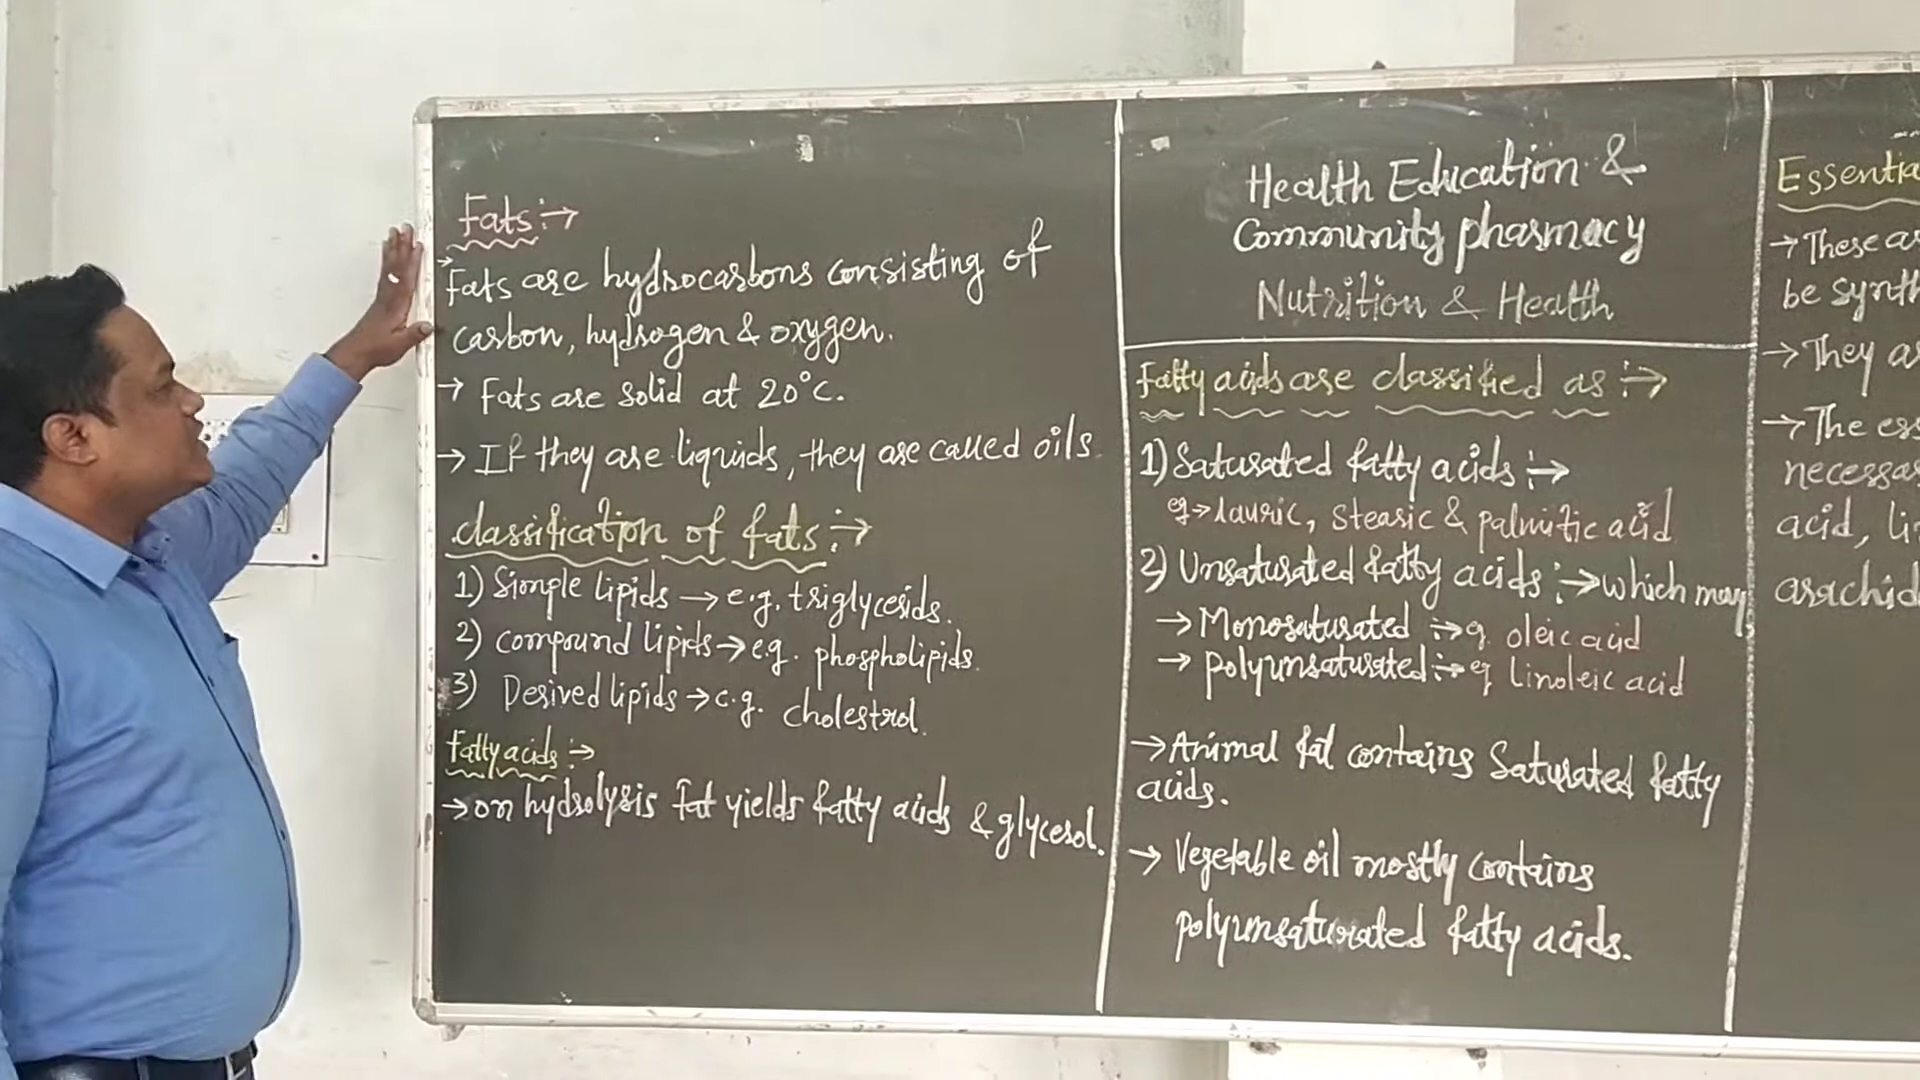 Fats :→
→ Fats are hydrocarbons consisting of
carbon, hydrogen & oxygen.
→ Fats are solid at 20°c.
→ If they are liquids, they are called oils.
classification of fats :→
1) Simple lipids → e.g. triglycerids.
2) compound lipids → e.g. phospholipids.
3) Derived lipids → e.g. cholestrol.
fatty acids :→
→ on hydrolysis fat yields fatty acids & glycerol.
Health Education &
Community pharmacy
Nutrition & Health
Fatty acids are classified as :→
1) Saturated fatty acids :→
eg → lauric, stearic & palmitic acid
2) Unsaturated fatty acids :→ which may
→ Monosaturated :→ eg. oleic acid
→ polyunsaturated :→ eg Linoleic acid
→ Animal fat contains Saturated fatty
acids.
→ Vegetable oil mostly contains
polyunsaturated fatty acids.
Essentia
→ These ar
be synth
→ They ar
→ The ess
necessar
acid, li
arachid